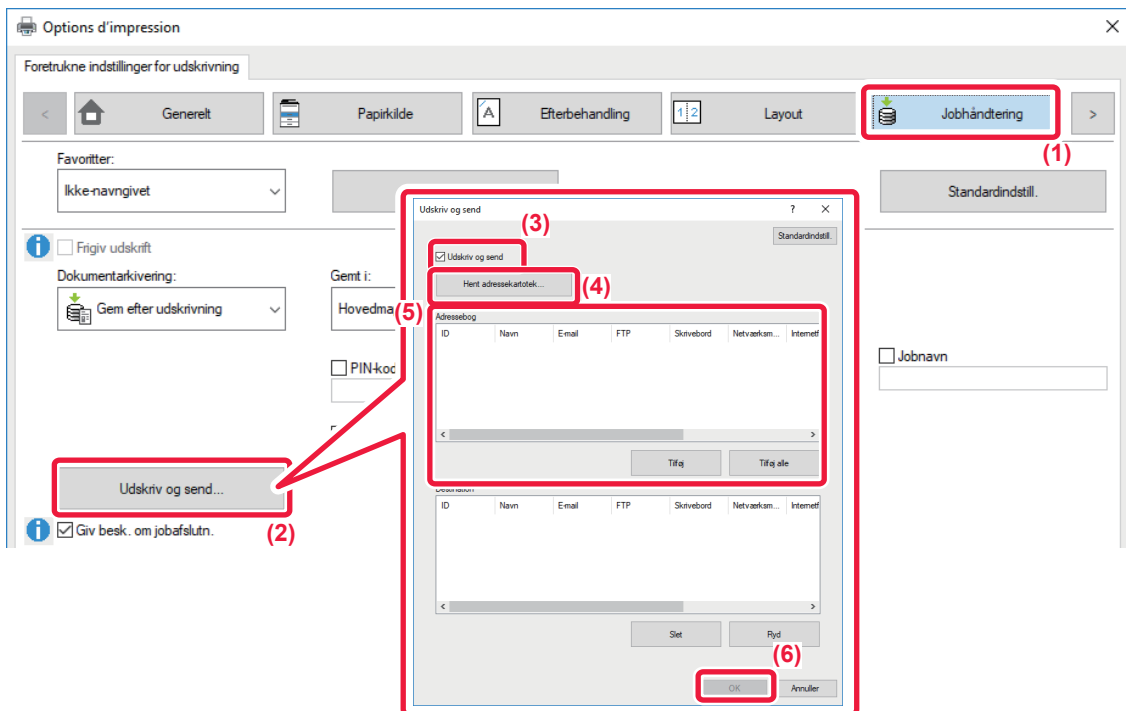 Options d'impression
Foretrukne indstillinger for udskrivning
< Generelt Papirkilde Efterbehandling Layout Jobhåndtering >
(1)
Favoritter:
Ikke-navngivet
Standardindstill.
Frigiv udskrift
Dokumentarkivering:
Gem efter udskrivning
Gemt i:
Hovedma
PIN-kod
Jobnavn
Udskriv og send...
(2)
Giv besk. om jobafslutn.
Udskriv og send ?
(3)
Standardindstill.
Udskriv og send
Hent adressekartotek...
(4)
(5)
Adressebog
ID Navn E-mail FTP Skrivebord Netværksm... Internetf
Tilføj Tilføj alle
Destination
ID Navn E-mail FTP Skrivebord Netværksm... Internetf
Slet Ryd
(6)
OK Annuller